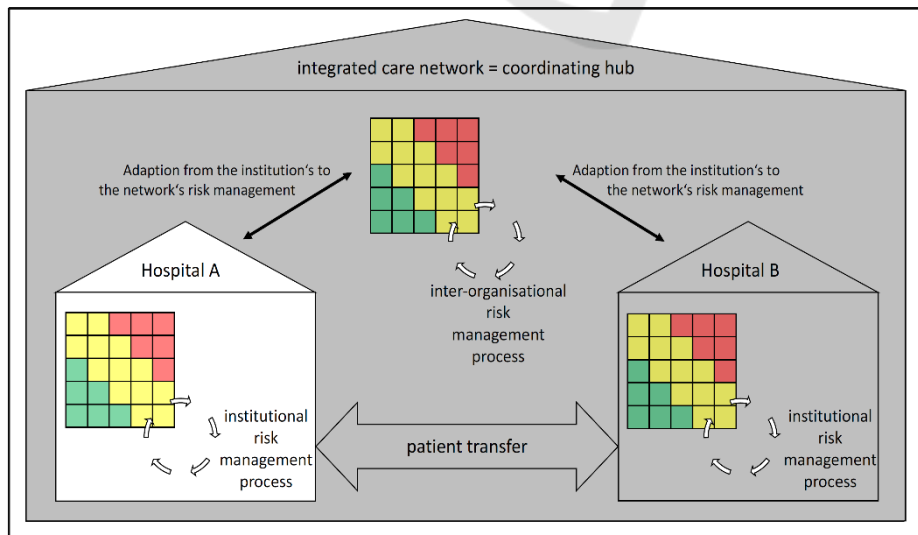 integrated care network = coordinating hub
Adaption from the institution's to
the network's risk management
Adaption from the institution's to
the network's risk management
Hospital A
Hospital B
inter-organisational
risk
management
process
institutional
risk
management
process
patient transfer
institutional
risk
management
process